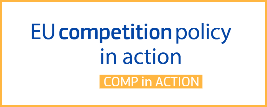 EU competition policy
in action
COMP in ACTION